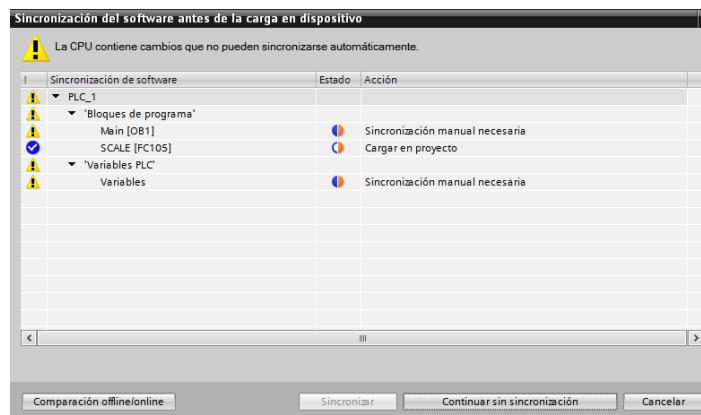 Sincronización del software antes de la carga en dispositivo
La CPU contiene cambios que no pueden sincronizarse automáticamente.
! Sincronización de software Estado Acción
PLC_1
'Bloques de programa'
Main [OB1] Sincronización manual necesaria
SCALE [FC105] Cargar en proyecto
'Variables PLC'
Variables Sincronización manual necesaria
Comparación offline/online Sincronizar Continuar sin sincronización Cancelar